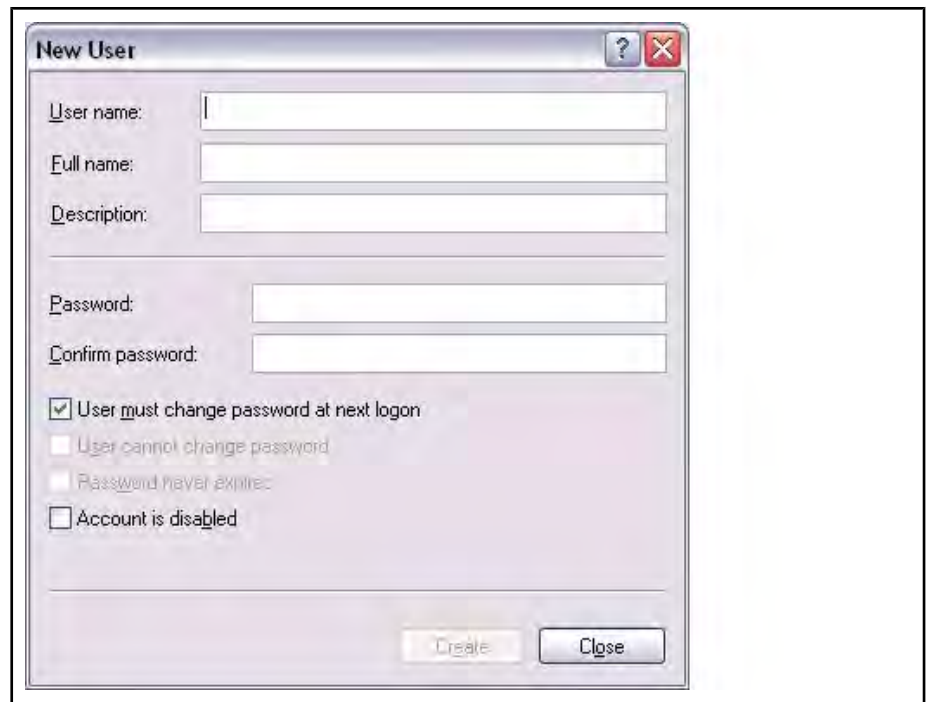 New User
User name:
Full name:
Description:
Password:
Confirm password:
User must change password at next logon
User cannot change password
Password never expires
Account is disabled
Create
Close